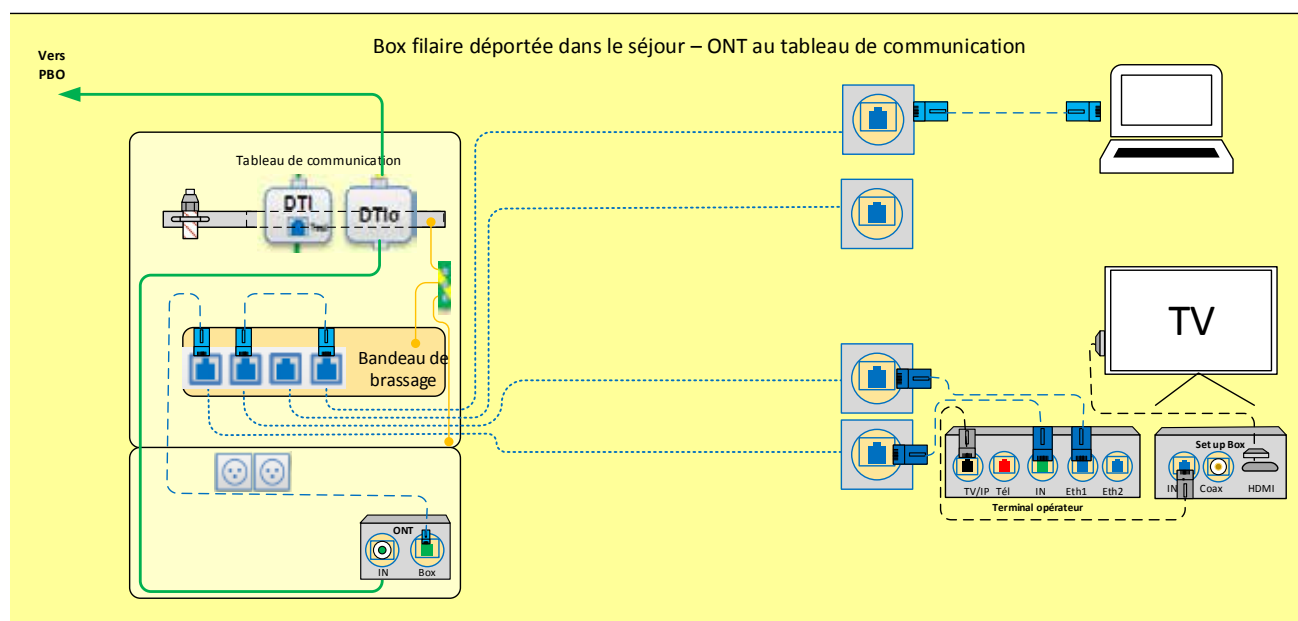 Box filaire déportée dans le séjour – ONT au tableau de communication
Vers
PBO
Tableau de communication
DTI
DTIo
Bandeau de
brassage
TV
Set up Box
IN
Coax
HDMI
TV/IP
Tél
IN
Eth1
Eth2
Terminal opérateur
ONT
IN
Box